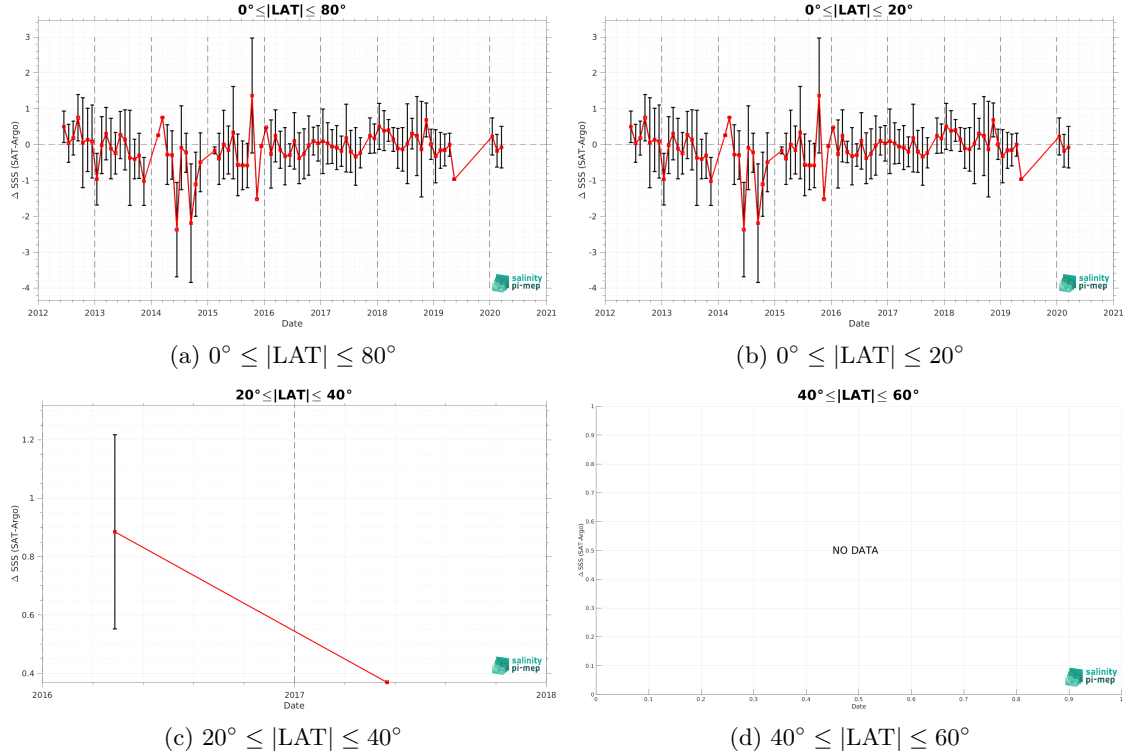 0°≤|LAT|≤ 80°
3
2
1
0
-1
-2
-3
-4
Δ SSS (SAT-Argo)
2012 2013 2014 2015 2016 2017 2018 2019 2020 2021
Date
salinity
pi-mep
(a) 0° ≤ |LAT| ≤ 80°
0°≤|LAT|≤ 20°
3
2
1
0
-1
-2
-3
-4
Δ SSS (SAT-Argo)
2012 2013 2014 2015 2016 2017 2018 2019 2020 2021
Date
salinity
pi-mep
(b) 0° ≤ |LAT| ≤ 20°
20°≤|LAT|≤ 40°
1.2
1
0.8
0.6
0.4
Δ SSS (SAT-Argo)
2016 2017 2018
Date
salinity
pi-mep
(c) 20° ≤ |LAT| ≤ 40°
40°≤|LAT|≤ 60°
1
0.9
0.8
0.7
0.6
0.5
0.4
0.3
0.2
0.1
0
Δ SSS (SAT-Argo)
NO DATA
0 0.1 0.2 0.3 0.4 0.5 0.6 0.7 0.8 0.9 1
Date
salinity
pi-mep
(d) 40° ≤ |LAT| ≤ 60°